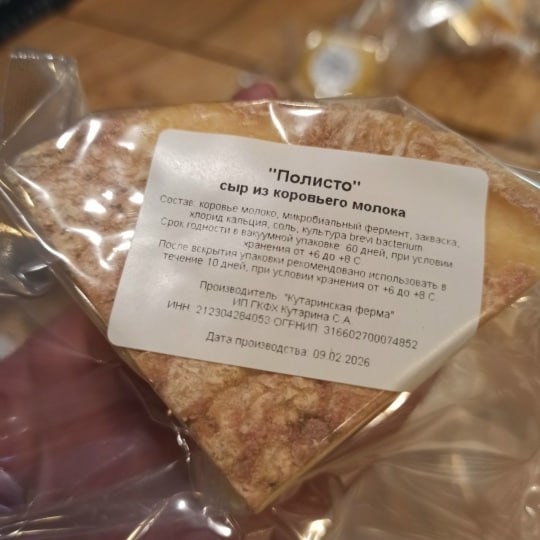 "Полисто"
сыр из коровьего молока
Состав: коровье молоко, микробиальный фермент, закваска,
хлорид кальция, соль, культура brevi bacterium.
Срок годности в вакуумной упаковке 60 дней, при условии
хранения от +6 до +8 С.
После вскрытия упаковки рекомендовано использовать в
течение 10 дней, при условии хранения от +6 до +8 С.
Производитель: "Кутаринская ферма"
ИП ГКФХ Кутарина С.А.
ИНН 212304284053 ОГРНИП 316602700074852
Дата производства: 09.02.2026